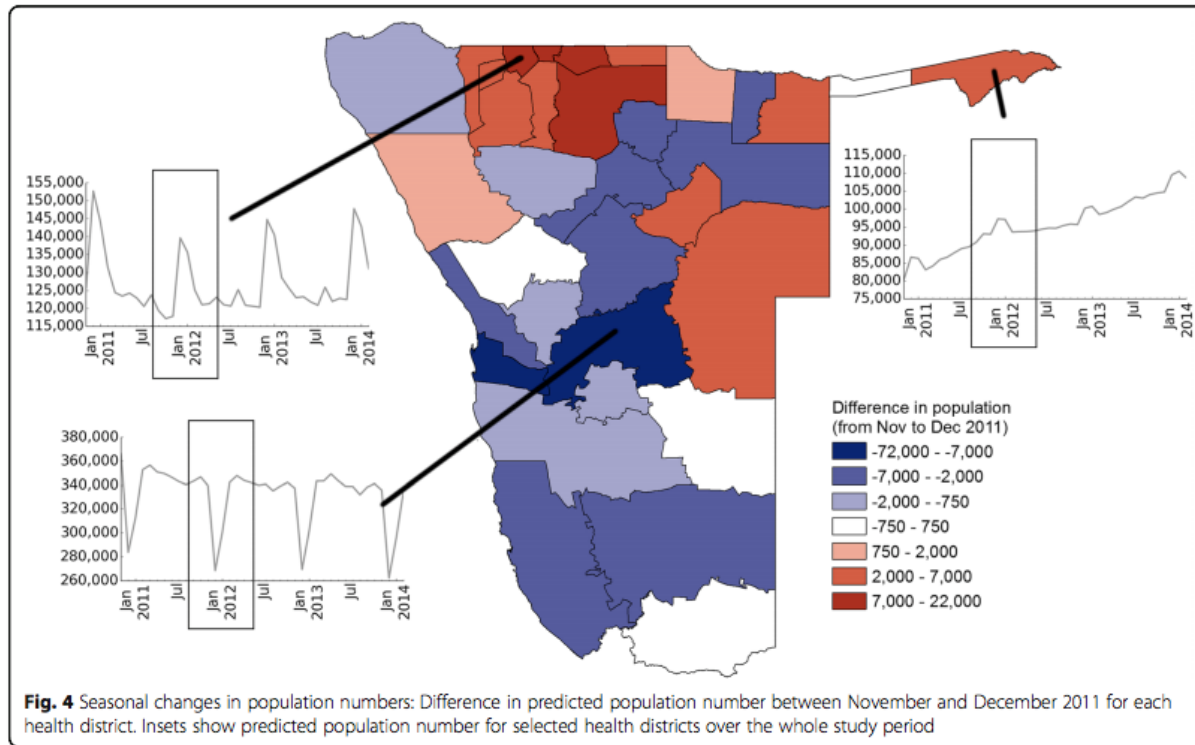 155,000
150,000
145,000
140,000
135,000
130,000
125,000
120,000
115,000
Jan
2011
Jul
Jan
2012
Jul
Jan
2013
Jul
Jan
2014
115,000
110,000
105,000
100,000
95,000
90,000
85,000
80,000
75,000
Jan
2011
Jul
Jan
2012
Jul
Jan
2013
Jul
Jan
2014
380,000
360,000
340,000
320,000
300,000
280,000
260,000
Jan
2011
Jul
Jan
2012
Jul
Jan
2013
Jul
Jan
2014
Difference in population
(from Nov to Dec 2011)
-72,000 - -7,000
-7,000 - -2,000
-2,000 - -750
-750 - 750
750 - 2,000
2,000 - 7,000
7,000 - 22,000
Fig. 4 Seasonal changes in population numbers: Difference in predicted population number between November and December 2011 for each
health district. Insets show predicted population number for selected health districts over the whole study period